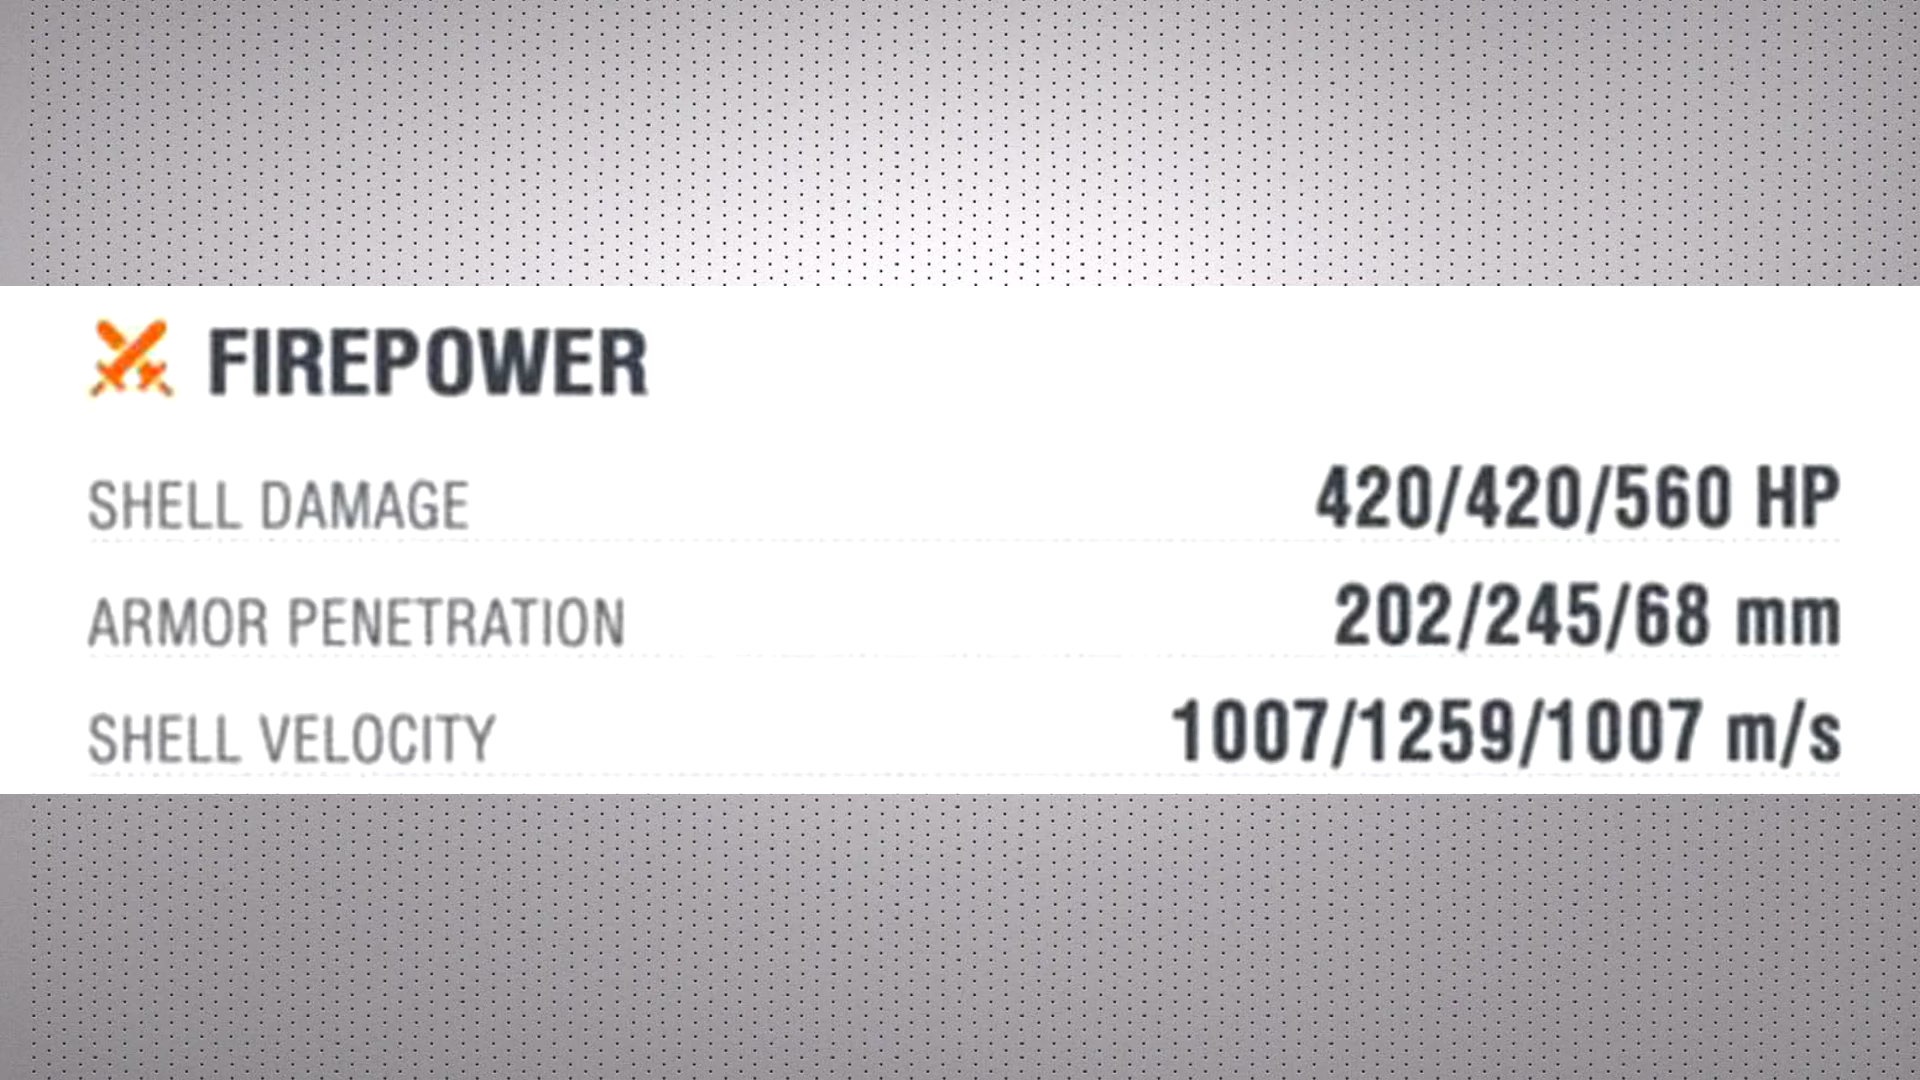 FIREPOWER
SHELL DAMAGE 420/420/560 HP
ARMOR PENETRATION 202/245/68 mm
SHELL VELOCITY 1007/1259/1007 m/s